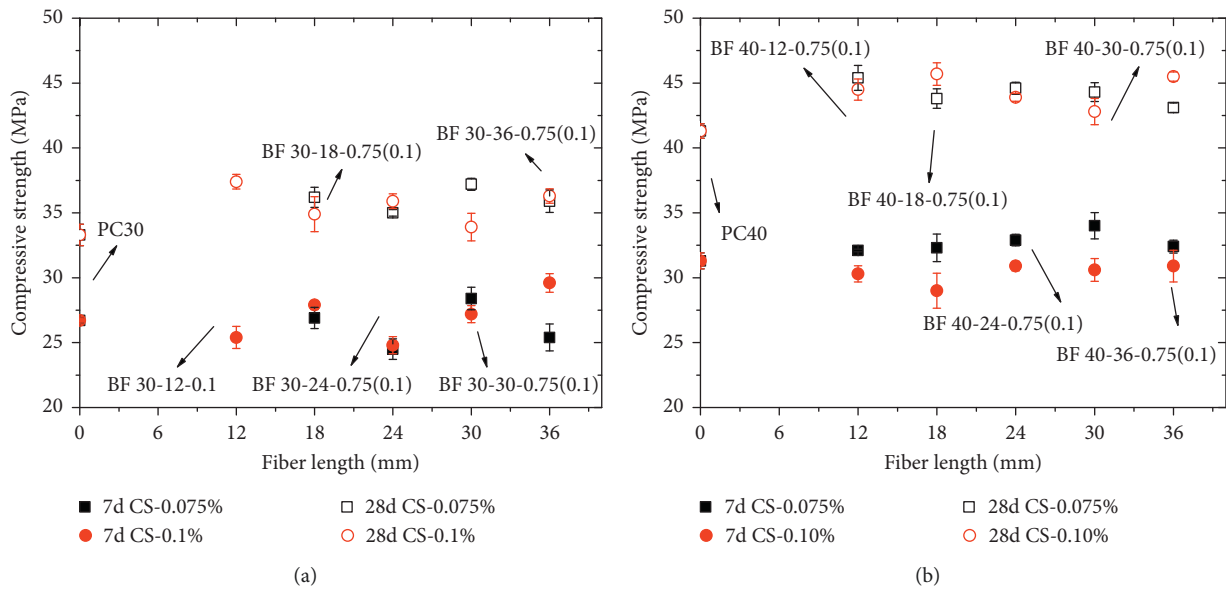 50
45
40
35
30
25
20
Compressive strength (MPa)
BF 30-18-0.75(0.1)
BF 30-36-0.75(0.1)
PC30
BF 30-12-0.1
BF 30-24-0.75(0.1)
BF 30-30-0.75(0.1)
0 6 12 18 24 30 36
Fiber length (mm)
7d CS-0.075%
28d CS-0.075%
7d CS-0.1%
28d CS-0.1%
(a)
50
45
40
35
30
25
20
Compressive strength (MPa)
BF 40-12-0.75(0.1)
BF 40-30-0.75(0.1)
BF 40-18-0.75(0.1)
PC40
BF 40-24-0.75(0.1)
BF 40-36-0.75(0.1)
0 6 12 18 24 30 36
Fiber length (mm)
7d CS-0.075%
28d CS-0.075%
7d CS-0.10%
28d CS-0.10%
(b)